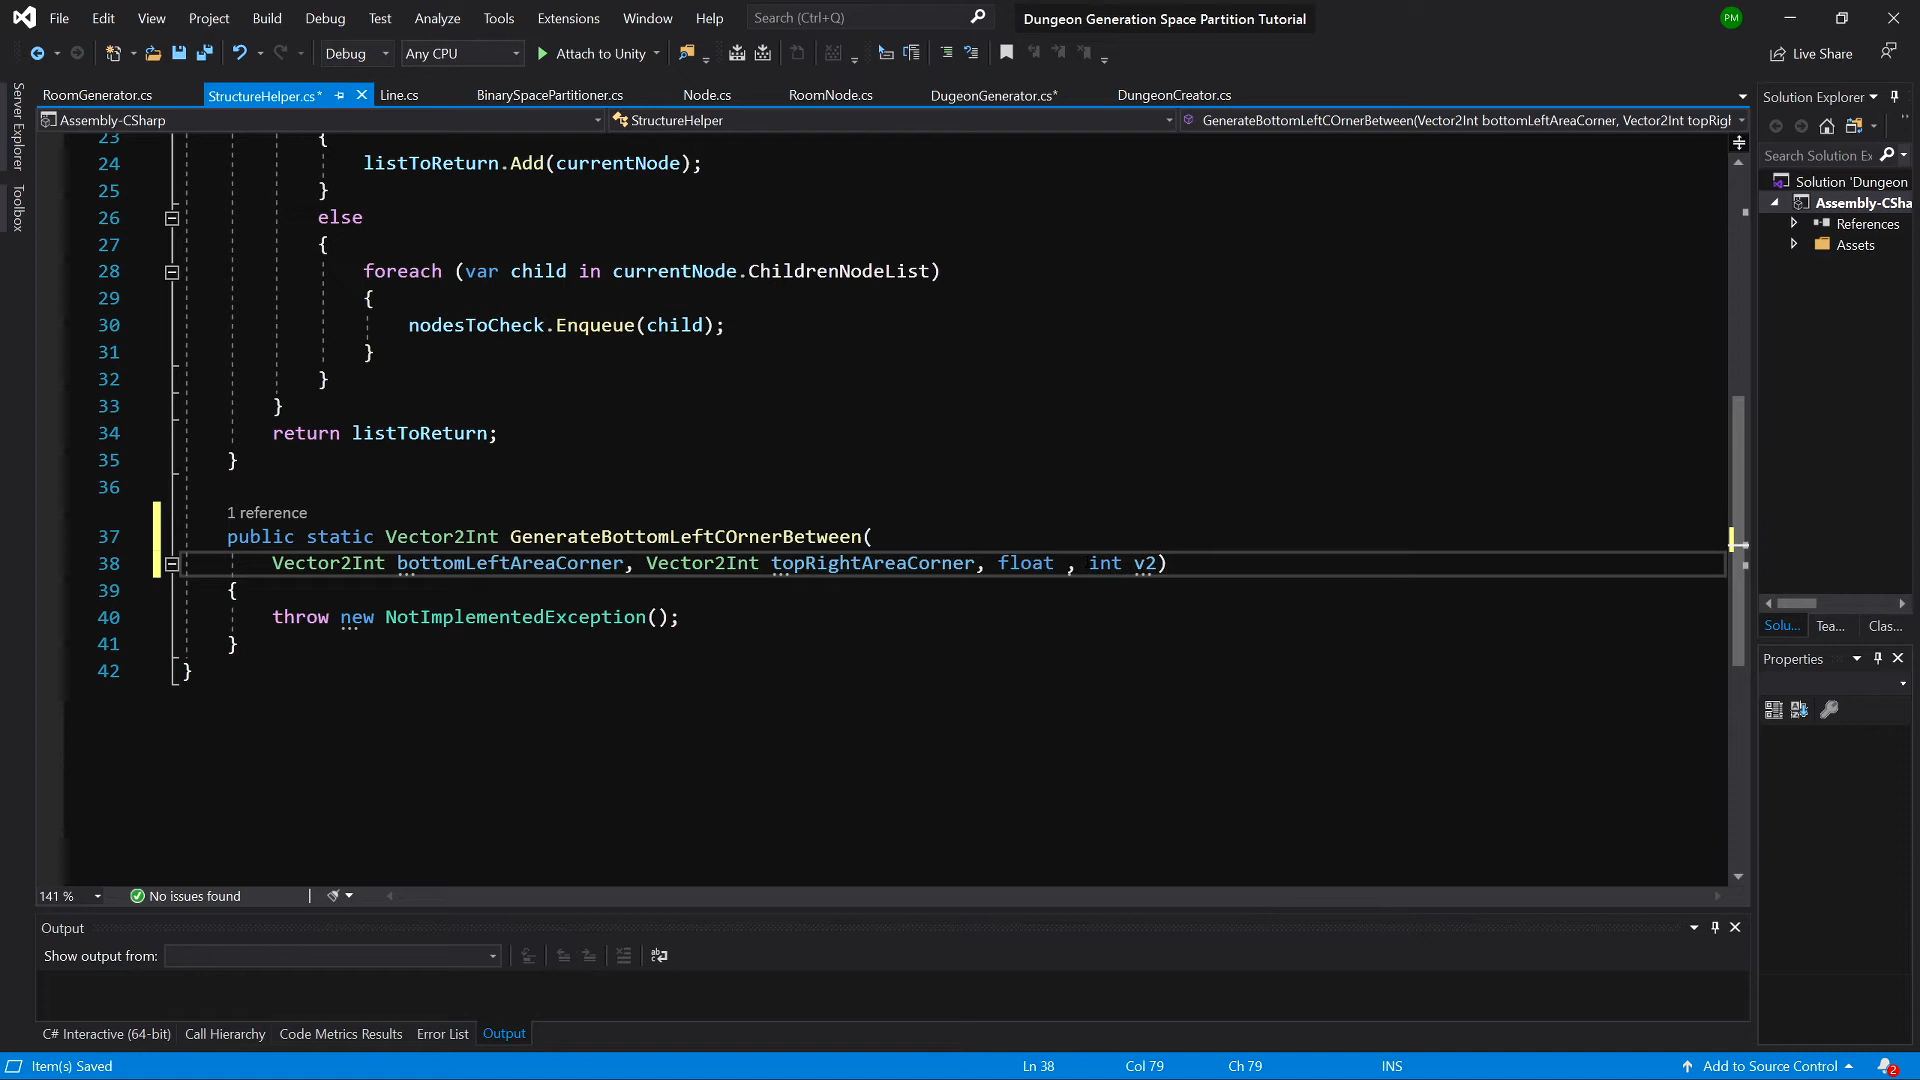 File Edit View Project Build Debug Test Analyze Tools Extensions Window Help Search (Ctrl+Q) Dungeon Generation Space Partition Tutorial PM
Debug Any CPU Attach to Unity Live Share
Server Explorer
Toolbox
RoomGenerator.cs StructureHelper.cs* Line.cs BinarySpacePartitioner.cs Node.cs RoomNode.cs DugeonGenerator.cs* DungeonCreator.cs
Assembly-CSharp StructureHelper GenerateBottomLeftCOrnerBetween(Vector2Int bottomLeftAreaCorner, Vector2Int topRigh
23 {
24 listToReturn.Add(currentNode);
25 }
26 else
27 {
28 foreach (var child in currentNode.ChildrenNodeList)
29 {
30 nodesToCheck.Enqueue(child);
31 }
32 }
33 }
34 return listToReturn;
35 }
36
1 reference
37 public static Vector2Int GenerateBottomLeftCOrnerBetween(
38 Vector2Int bottomLeftAreaCorner, Vector2Int topRightAreaCorner, float , int v2)
39 {
40 throw new NotImplementedException();
41 }
42 }
141 % No issues found
Output
Show output from:
C# Interactive (64-bit) Call Hierarchy Code Metrics Results Error List Output
Item(s) Saved Ln 38 Col 79 Ch 79 INS Add to Source Control 2
Solution Explorer
Search Solution Ex
Solution 'Dungeon
Assembly-CSha
References
Assets
Solu... Tea... Clas...
Properties